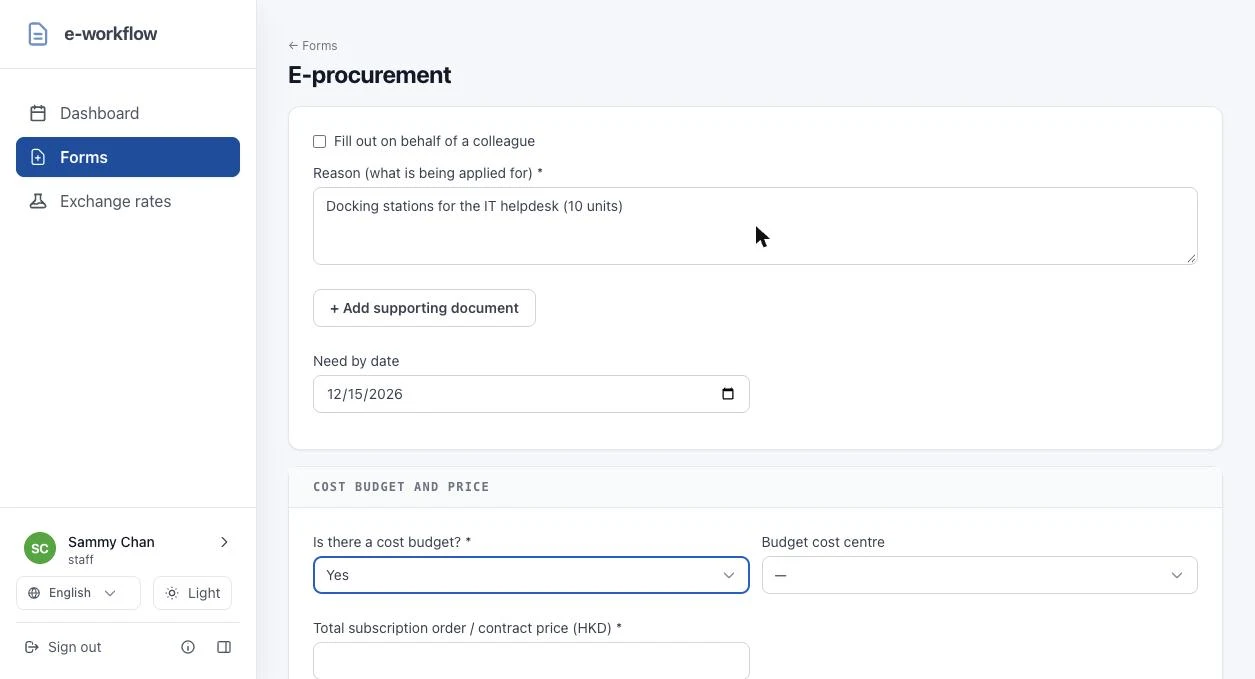 e-workflow
Dashboard
Forms
Exchange rates
SC
Sammy Chan
staff
English
Light
Sign out
← Forms
E-procurement
Fill out on behalf of a colleague
Reason (what is being applied for) *
Docking stations for the IT helpdesk (10 units)
+ Add supporting document
Need by date
12/15/2026
COST BUDGET AND PRICE
Is there a cost budget? *
Budget cost centre
Yes
—
Total subscription order / contract price (HKD) *